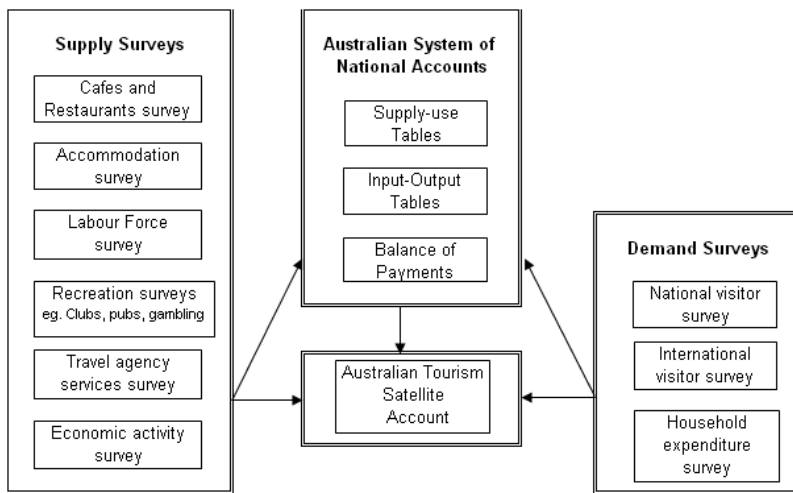 Supply Surveys
Cafes and
Restaurants survey
Accommodation
survey
Labour Force
survey
Recreation surveys
eg. Clubs, pubs, gambling
Travel agency
services survey
Economic activity
survey
Australian System of
National Accounts
Supply-use
Tables
Input-Output
Tables
Balance of
Payments
Australian Tourism
Satellite
Account
Demand Surveys
National visitor
survey
International
visitor survey
Household
expenditure
survey